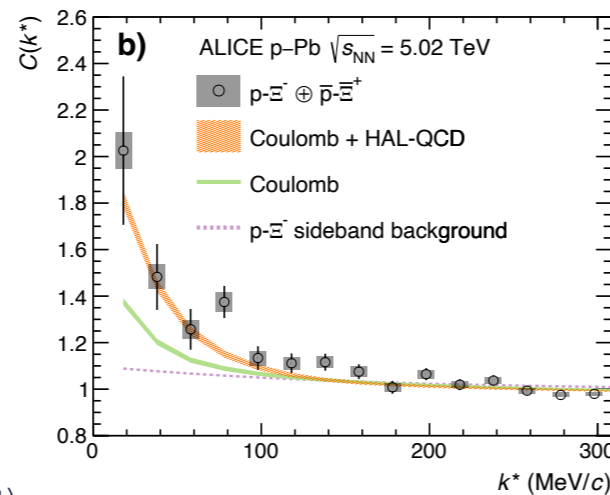 C(k*)
2.6
2.4
2.2
2
1.8
1.6
1.4
1.2
1
0.8
b) ALICE p–Pb √s_NN = 5.02 TeV
p-Ξ⁻ ⊕ p̄-Ξ̄⁺
Coulomb + HAL-QCD
Coulomb
p-Ξ⁻ sideband background
0 100 200 300
k* (MeV/c)